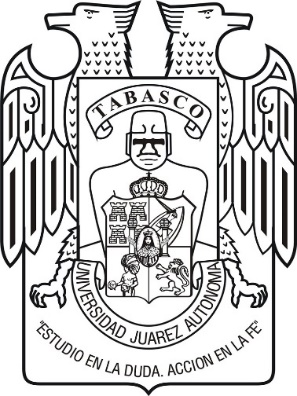 TABASCO
UNIVERSIDAD JUAREZ AUTONOMA
"ESTUDIO EN LA DUDA. ACCION EN LA FE"